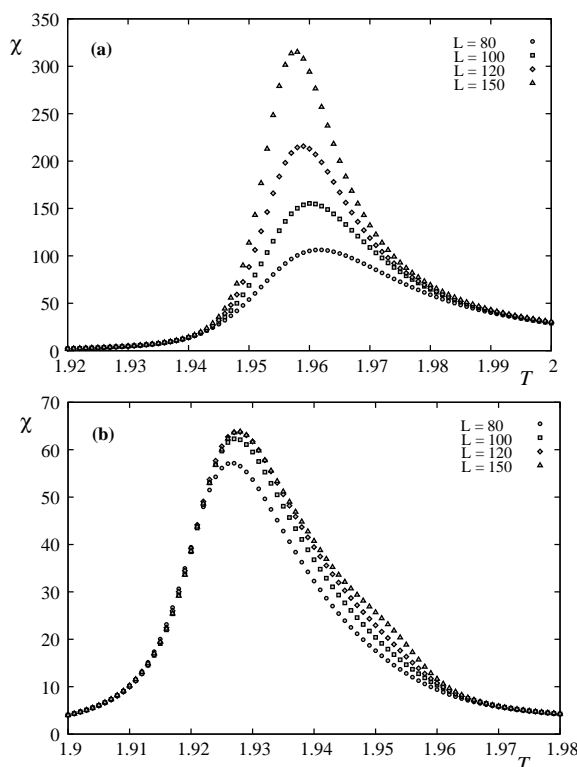 χ
(a)
L = 80
L = 100
L = 120
L = 150
350
300
250
200
150
100
50
0
1.92 1.93 1.94 1.95 1.96 1.97 1.98 1.99 2
T
χ
(b)
L = 80
L = 100
L = 120
L = 150
70
60
50
40
30
20
10
0
1.9 1.91 1.92 1.93 1.94 1.95 1.96 1.97 1.98
T